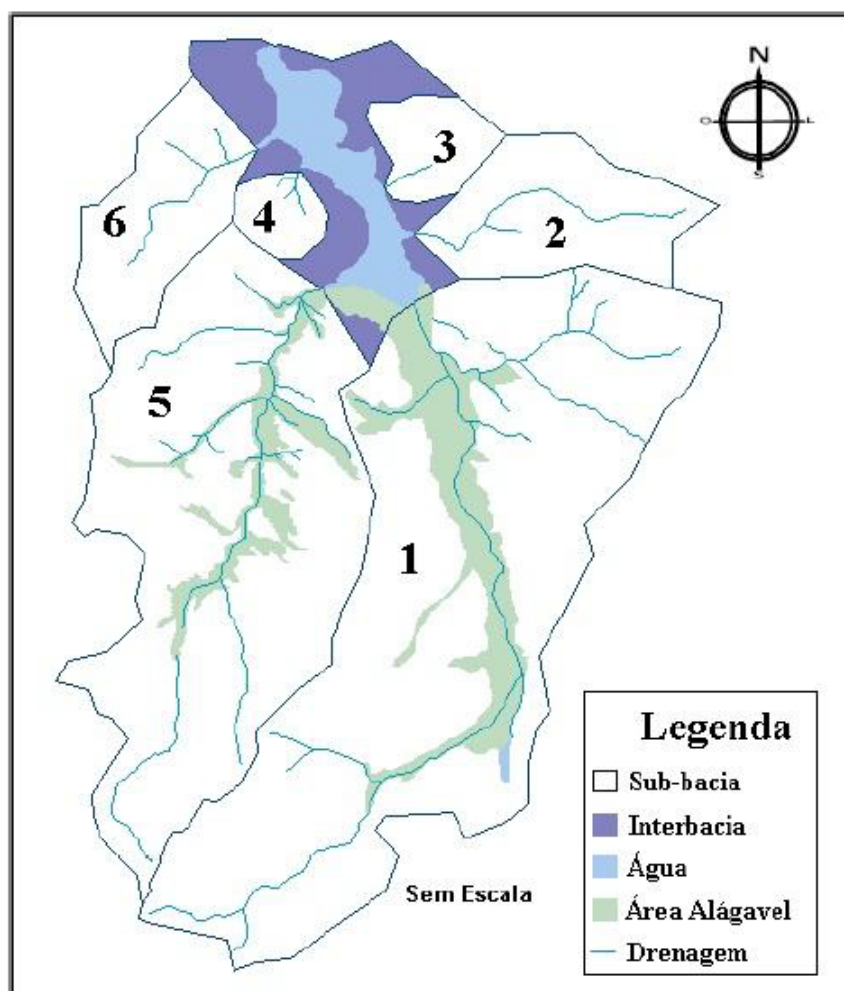 N
O
L
S
3
6
4
2
5
1
Legenda
Sub-bacia
Interbacia
Água
Área Alágavel
Drenagem
Sem Escala